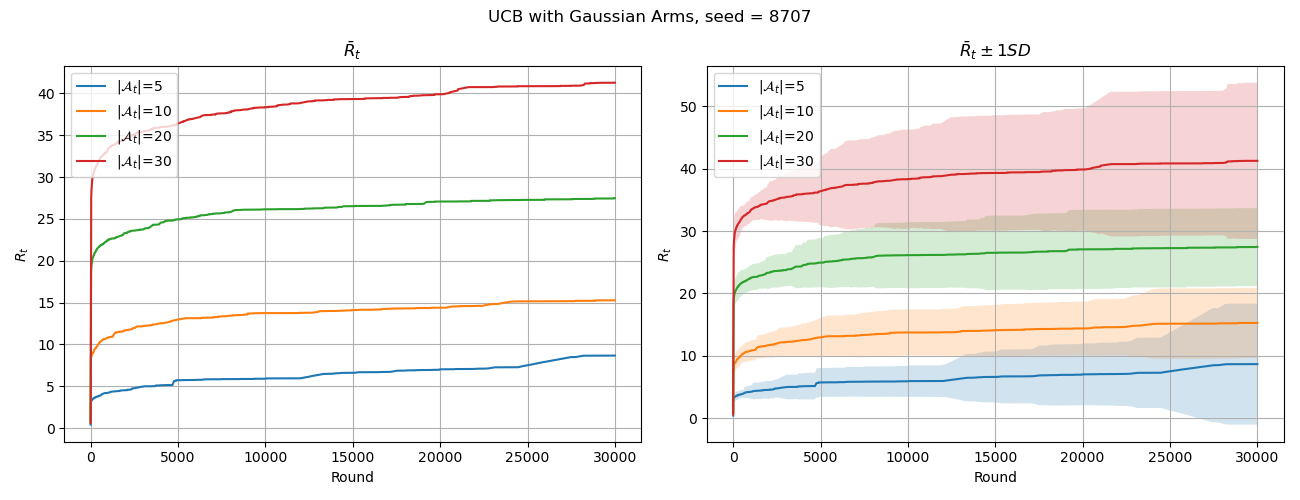 UCB with Gaussian Arms, seed = 8707
R̄ₜ
|𝒜ₜ|=5
|𝒜ₜ|=10
|𝒜ₜ|=20
|𝒜ₜ|=30
Rₜ
40
35
30
25
20
15
10
5
0
0 5000 10000 15000 20000 25000 30000
Round
R̄ₜ ± 1SD
|𝒜ₜ|=5
|𝒜ₜ|=10
|𝒜ₜ|=20
|𝒜ₜ|=30
Rₜ
50
40
30
20
10
0
0 5000 10000 15000 20000 25000 30000
Round